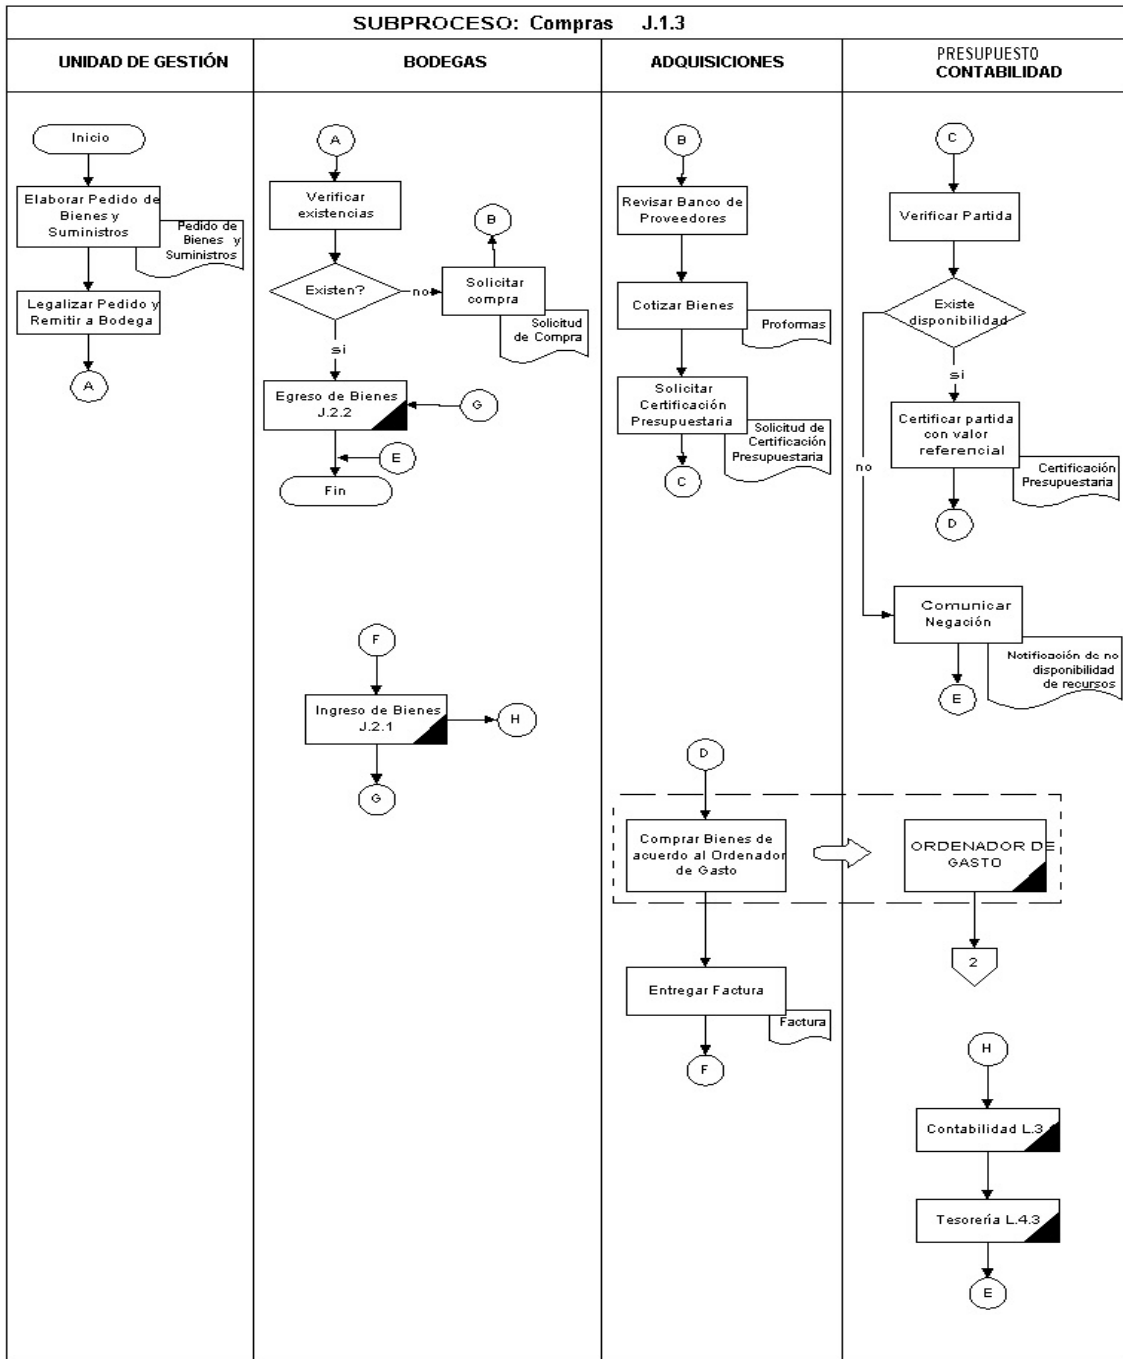 SUBPROCESO: Compras J.1.3
UNIDAD DE GESTIÓN
BODEGAS
ADQUISICIONES
PRESUPUESTO
CONTABILIDAD
Inicio
Elaborar Pedido de
Bienes y
Suministros
Pedido de
Bienes y
Suministros
Legalizar Pedido y
Remitir a Bodega
A
A
Verificar
existencias
Existen?
no
Solicitar
compra
B
Solicitud
de Compra
si
Egreso de Bienes
J.2.2
G
E
Fin
F
Ingreso de Bienes
J.2.1
H
G
B
Revisar Banco de
Proveedores
Cotizar Bienes
Proformas
Solicitar
Certificación
Presupuestaria
Solicitud de
Certificación
Presupuestaria
C
D
Comprar Bienes de
acuerdo al Ordenador
de Gasto
Entregar Factura
Factura
F
C
Verificar Partida
Existe
disponibilidad
si
no
Certificar partida
con valor
referencial
Certificación
Presupuestaria
D
Comunicar
Negación
Notificación de no
disponibilidad
de recursos
E
ORDENADOR DE
GASTO
2
H
Contabilidad L.3
Tesorería L.4.3
E